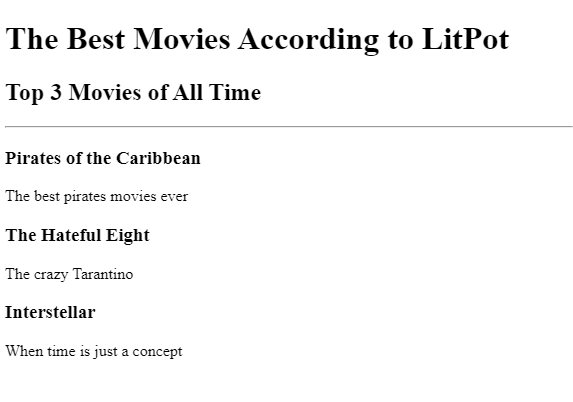 The Best Movies According to LitPot
Top 3 Movies of All Time
Pirates of the Caribbean
The best pirates movies ever
The Hateful Eight
The crazy Tarantino
Interstellar
When time is just a concept